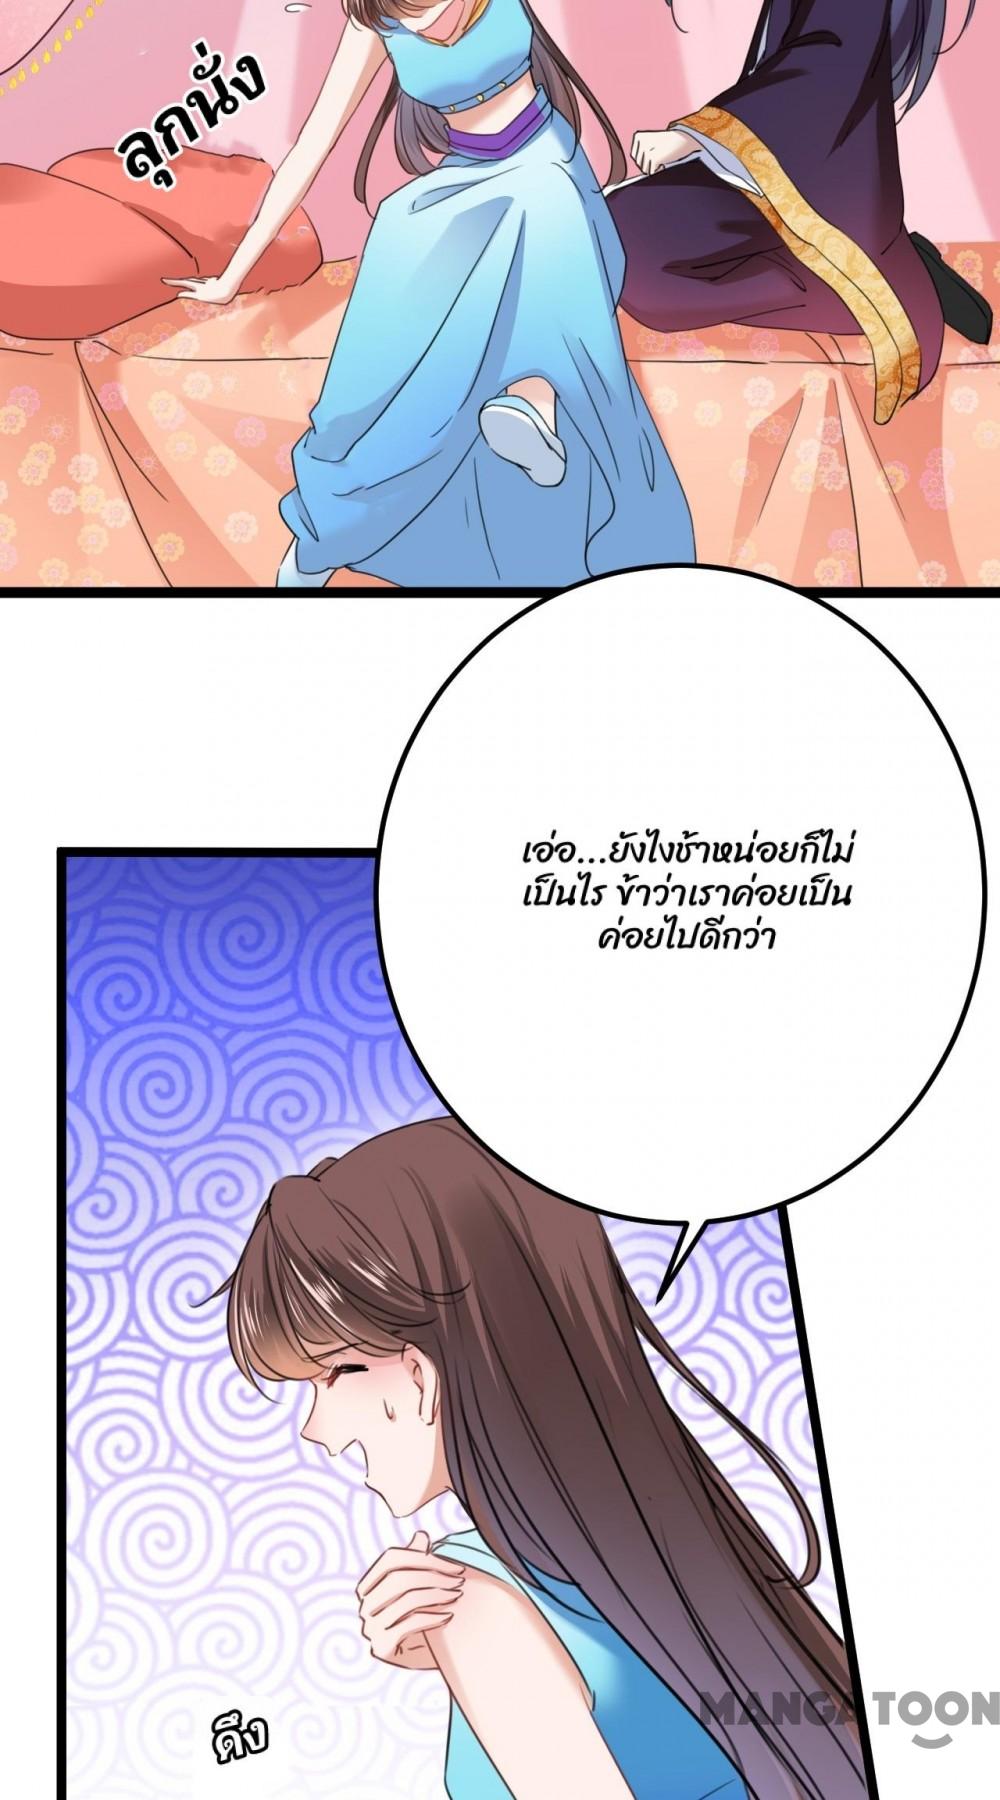 ลุกนั่ง
เอ่อ...ยังไงช้าหน่อยก็ไม่
เป็นไร ข้าว่าเราค่อยเป็น
ค่อยไปดีกว่า
ดึง
MANGATOON